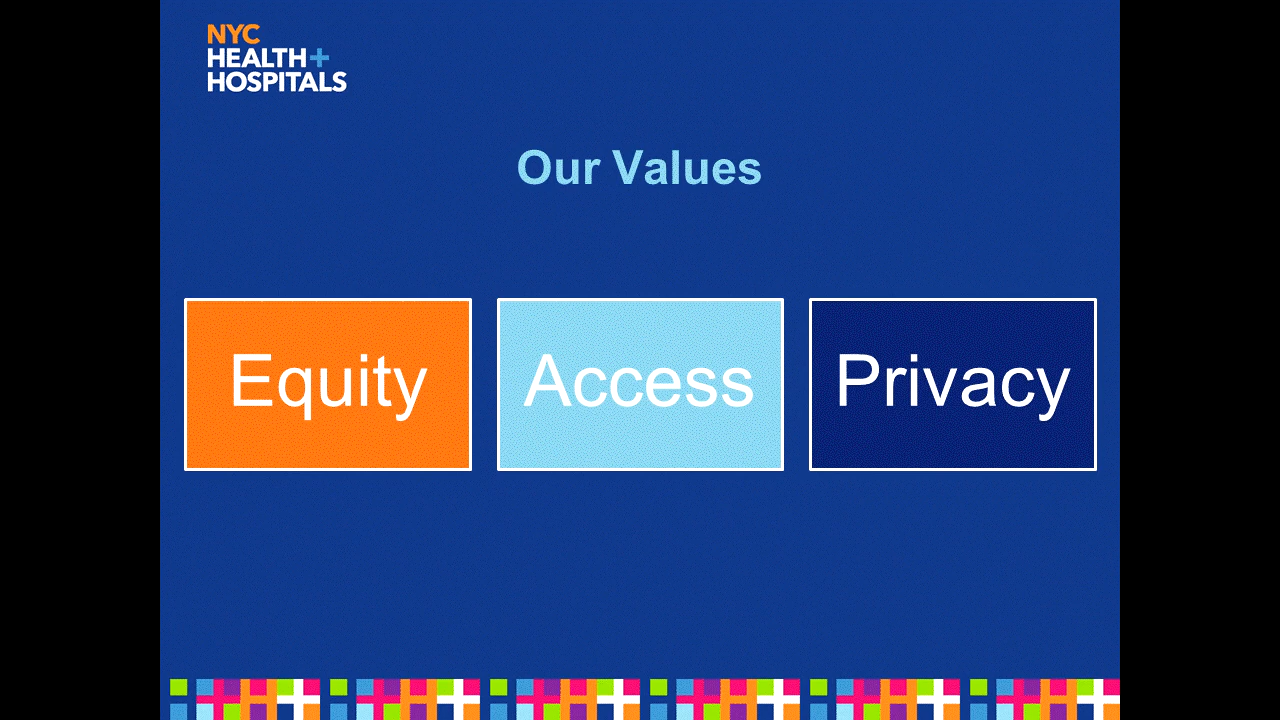 NYC
HEALTH+
HOSPITALS
Our Values
Equity
Access
Privacy